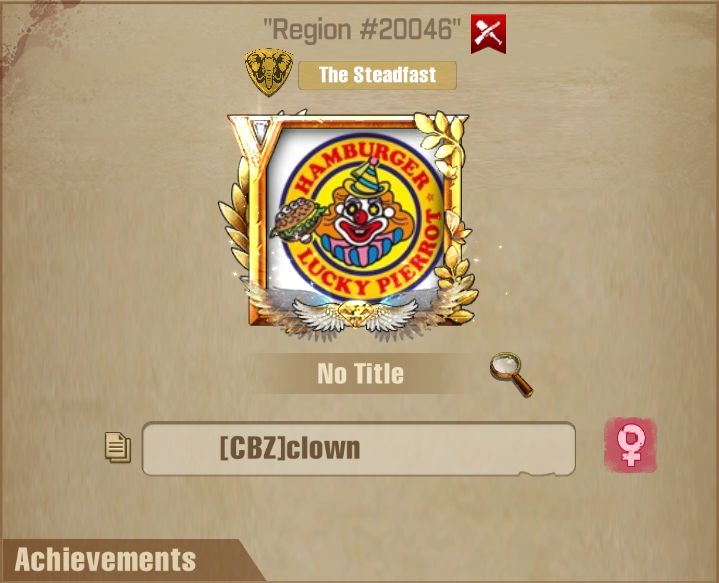 "Region #20046"
The Steadfast
HAMBURGER
LUCKY PIERROT
No Title
[CBZ]clown
Achievements